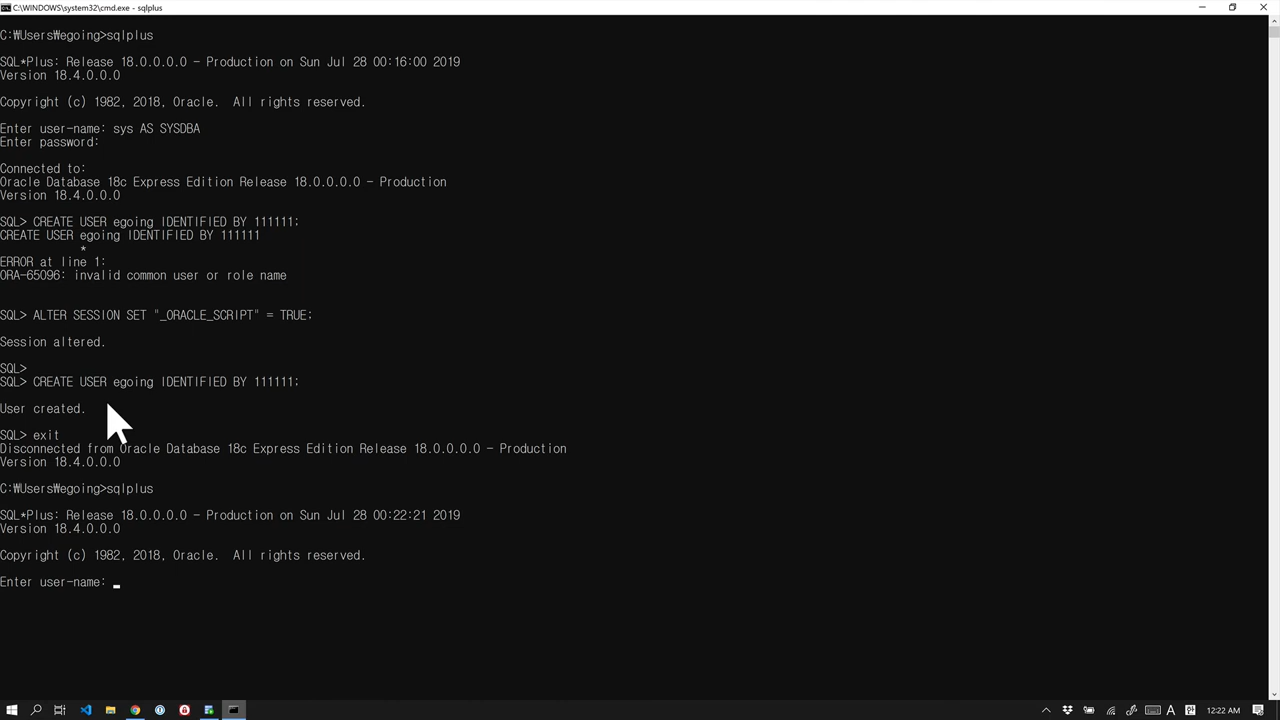 C:\WINDOWS\system32\cmd.exe - sqlplus
C:₩Users₩egoing>sqlplus
SQL*Plus: Release 18.0.0.0.0 - Production on Sun Jul 28 00:16:00 2019
Version 18.4.0.0.0
Copyright (c) 1982, 2018, Oracle.  All rights reserved.
Enter user-name: sys AS SYSDBA
Enter password:
Connected to:
Oracle Database 18c Express Edition Release 18.0.0.0.0 - Production
Version 18.4.0.0.0
SQL> CREATE USER egoing IDENTIFIED BY 111111;
CREATE USER egoing IDENTIFIED BY 111111
*
ERROR at line 1:
ORA-65096: invalid common user or role name
SQL> ALTER SESSION SET "_ORACLE_SCRIPT" = TRUE;
Session altered.
SQL>
SQL> CREATE USER egoing IDENTIFIED BY 111111;
User created.
SQL> exit
Disconnected from Oracle Database 18c Express Edition Release 18.0.0.0.0 - Production
Version 18.4.0.0.0
C:₩Users₩egoing>sqlplus
SQL*Plus: Release 18.0.0.0.0 - Production on Sun Jul 28 00:22:21 2019
Version 18.4.0.0.0
Copyright (c) 1982, 2018, Oracle.  All rights reserved.
Enter user-name:
A 12:22 AM